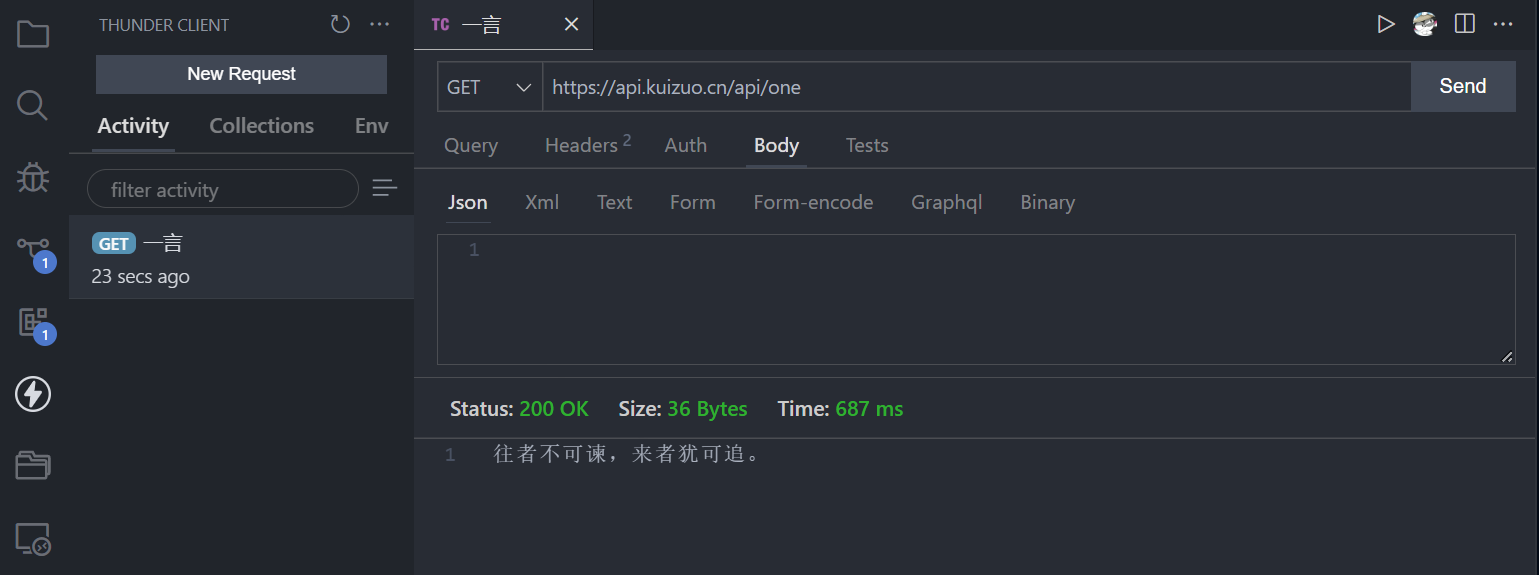 THUNDER CLIENT
New Request
Activity Collections Env
filter activity
GET 一言
23 secs ago
1
1
TC 一言
GET https://api.kuizuo.cn/api/one Send
Query Headers 2 Auth Body Tests
Json Xml Text Form Form-encode Graphql Binary
1
Status: 200 OK Size: 36 Bytes Time: 687 ms
1 往者不可谏，来者犹可追。